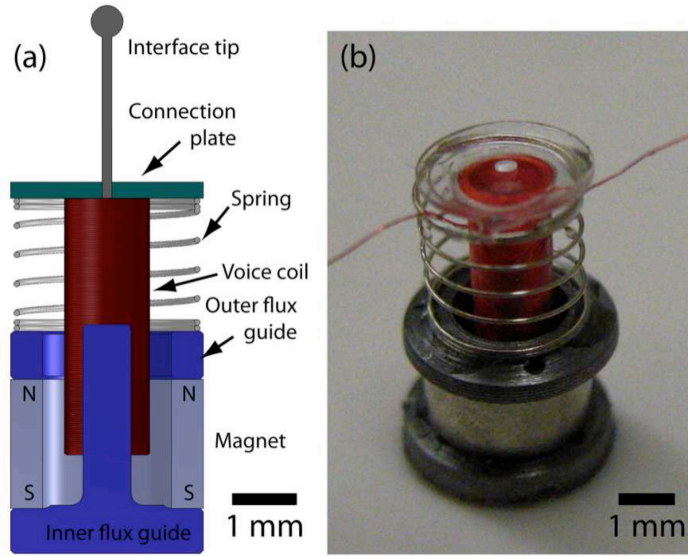 (a)
Interface tip
Connection
plate
Spring
Voice coil
Outer flux
guide
N
N
Magnet
S
S
Inner flux guide
1 mm
(b)
1 mm